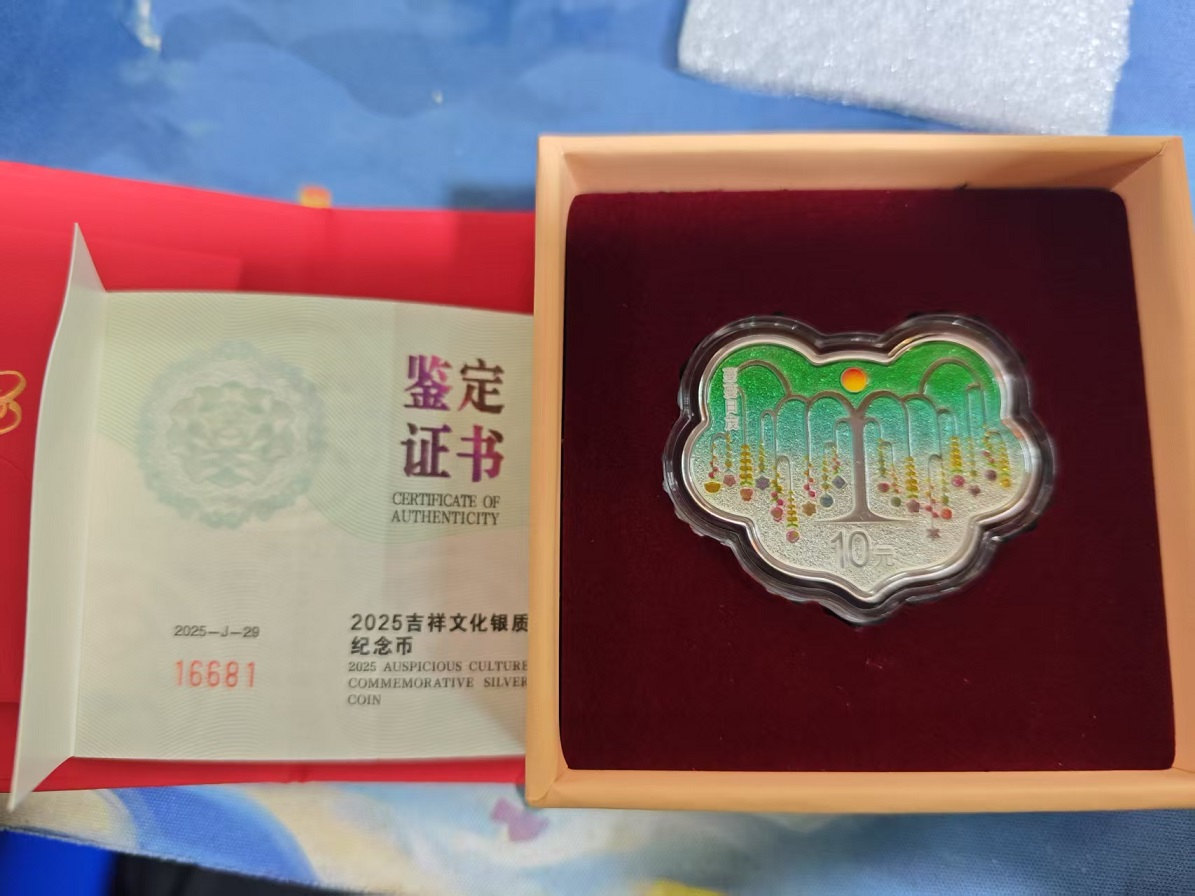 鉴定
证书
CERTIFICATE OF
AUTHENTICITY
2025—J—29
16681
2025吉祥文化银质
纪念币
2025 AUSPICIOUS CULTURE
COMMEMORATIVE SILVER
COIN
10元